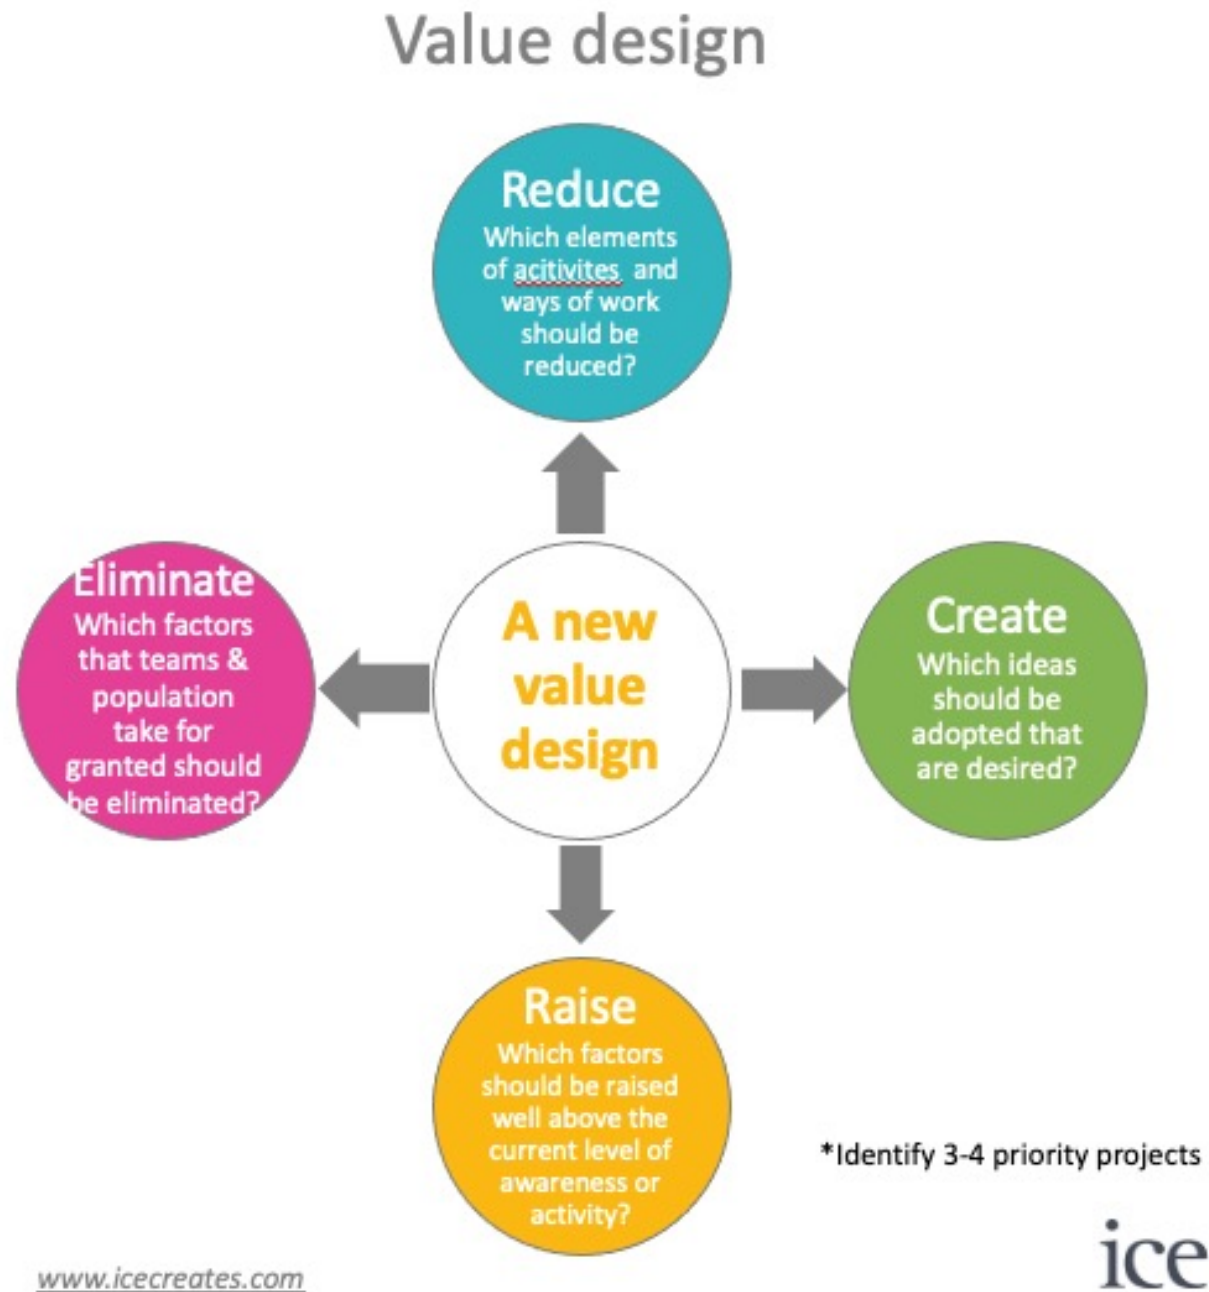 Value design
Reduce
Which elements
of acitivites and
ways of work
should be
reduced?
Eliminate
Which factors
that teams &
population
take for
granted should
be eliminated?
A new
value
design
Create
Which ideas
should be
adopted that
are desired?
Raise
Which factors
should be raised
well above the
current level of
awareness or
activity?
*Identify 3-4 priority projects
www.icecreates.com
ice